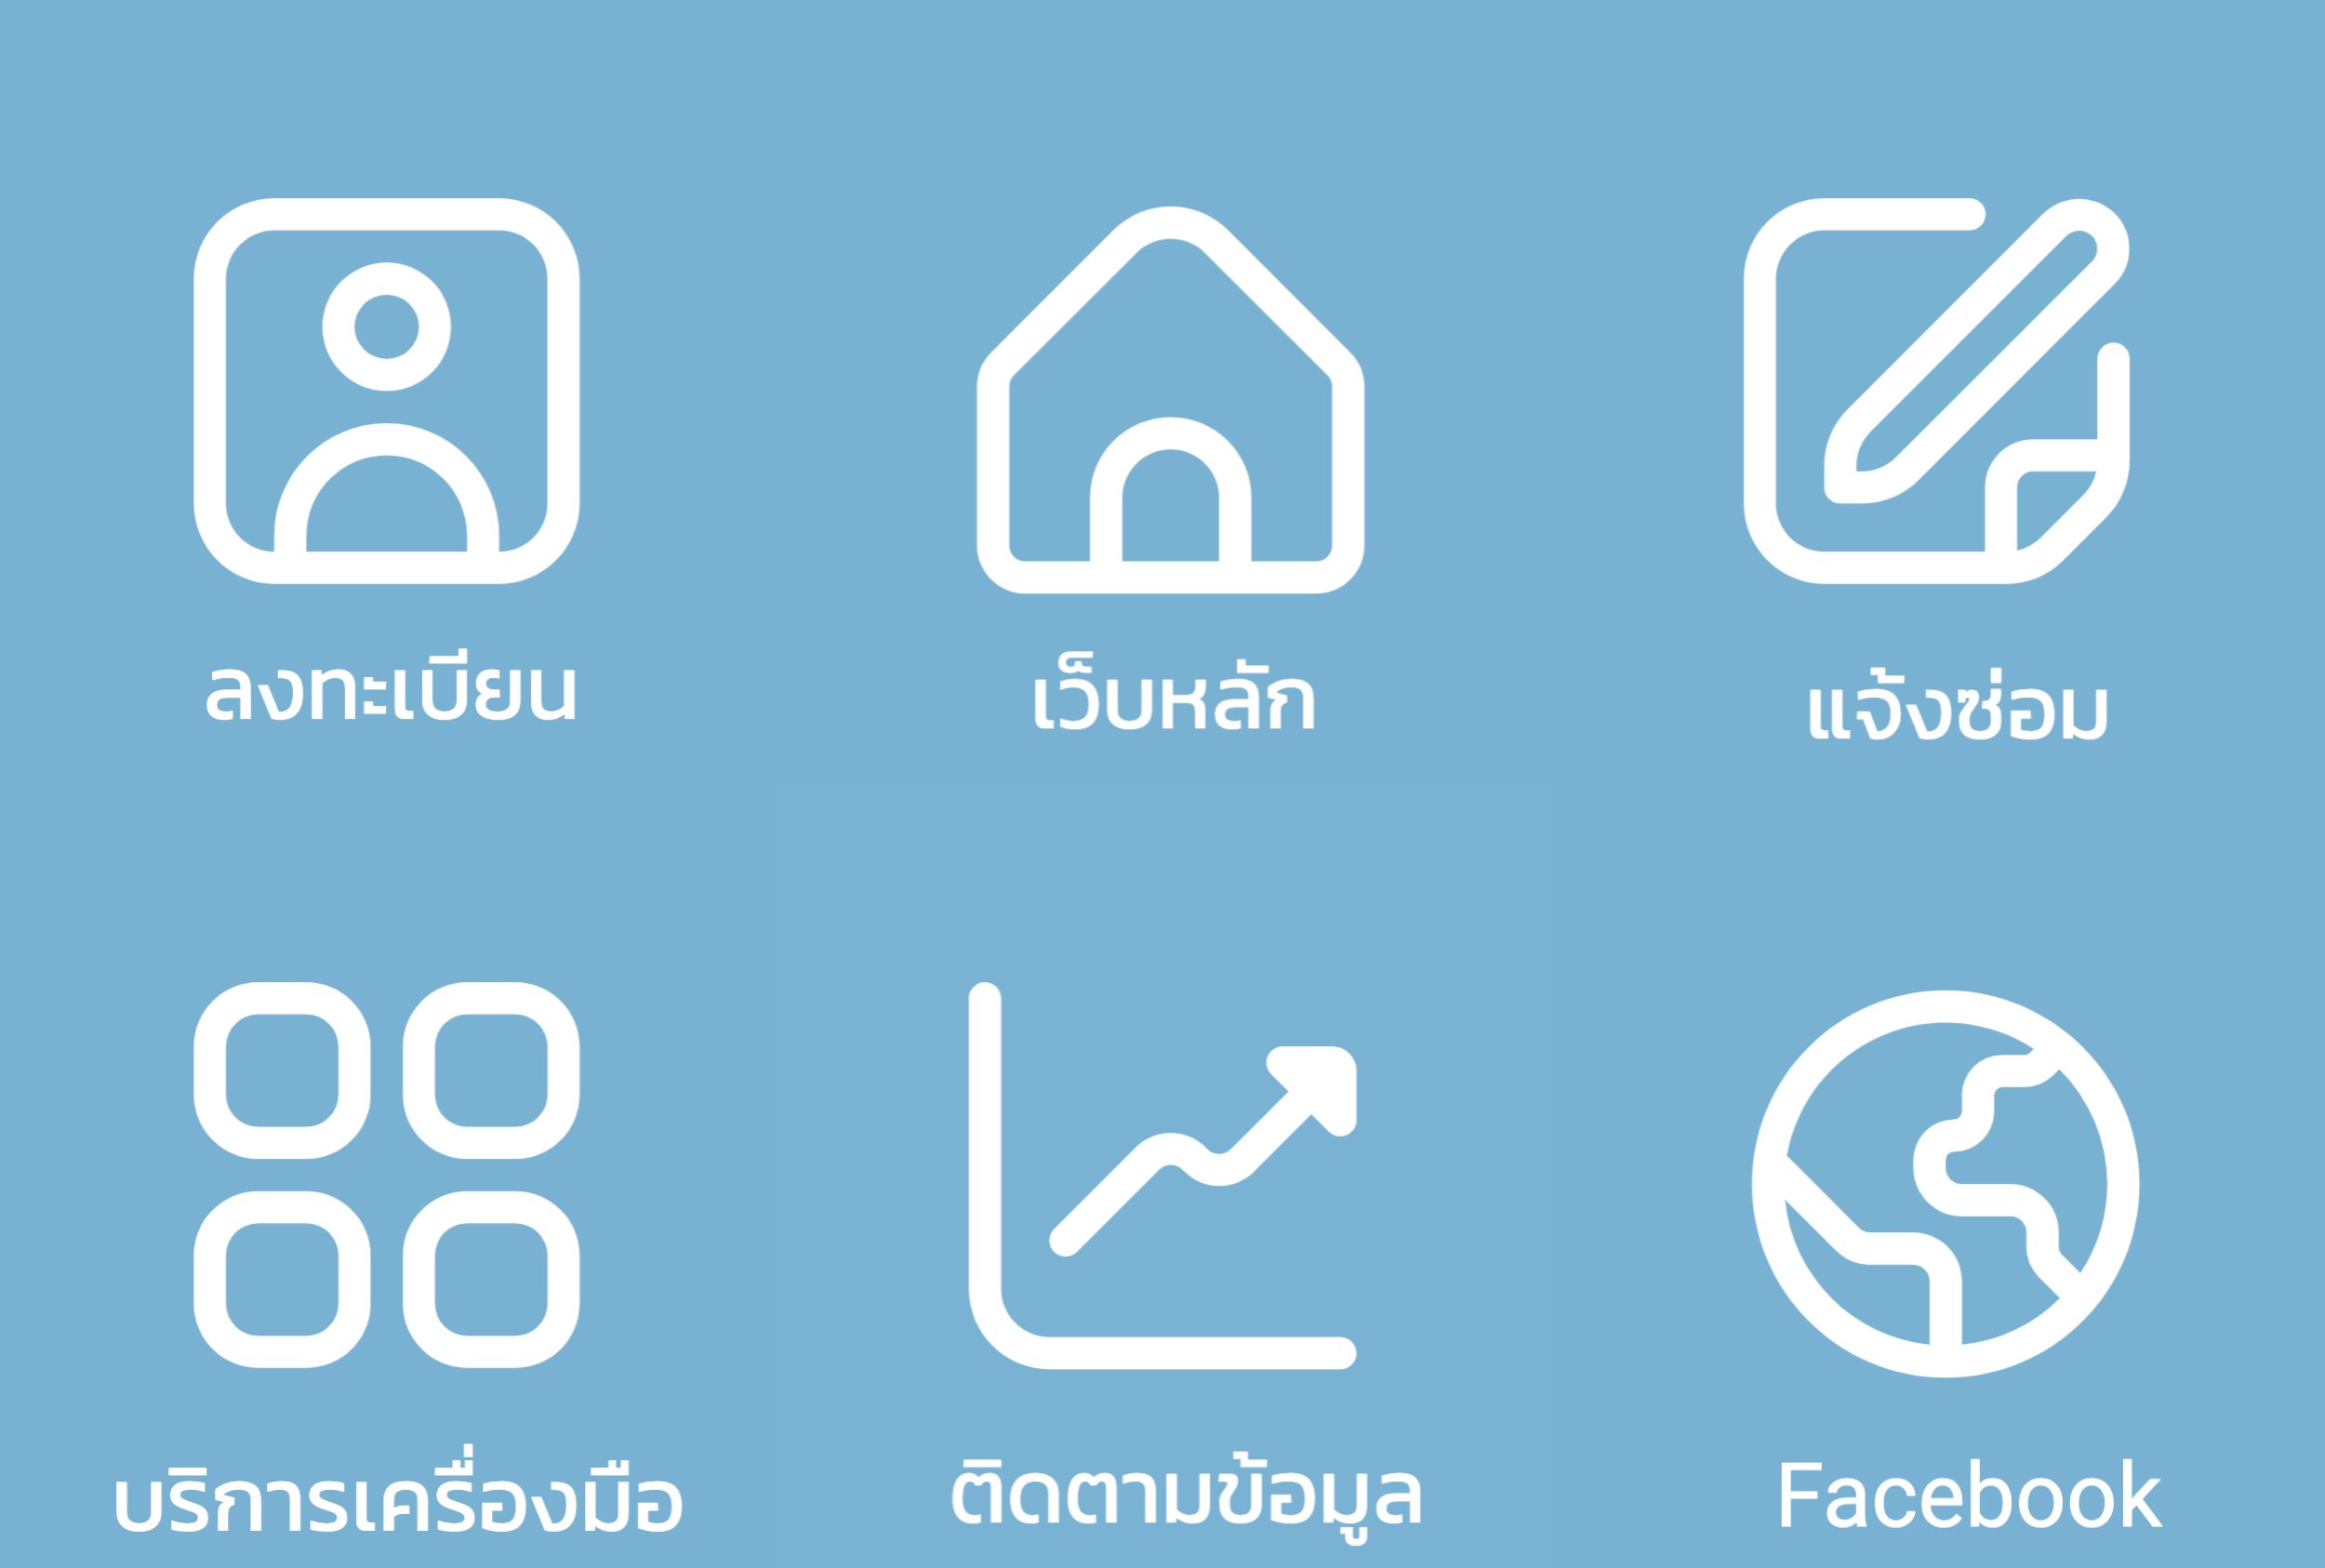 ลงทะเบียน
เว็บหลัก
แจ้งซ่อม
บริการเครื่องมือ
ติดตามข้อมูล
Facebook